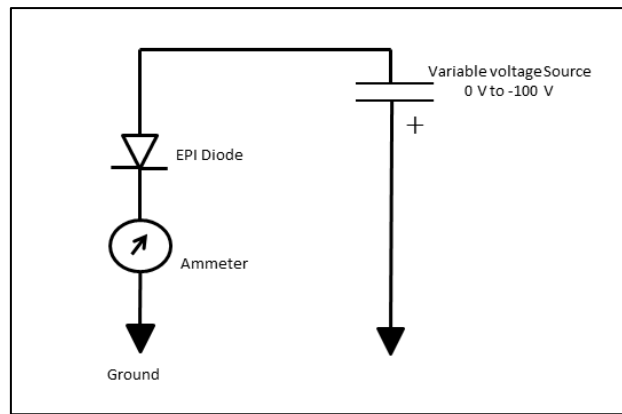 Variable voltage Source
0 V to -100 V
+
EPI Diode
Ammeter
Ground